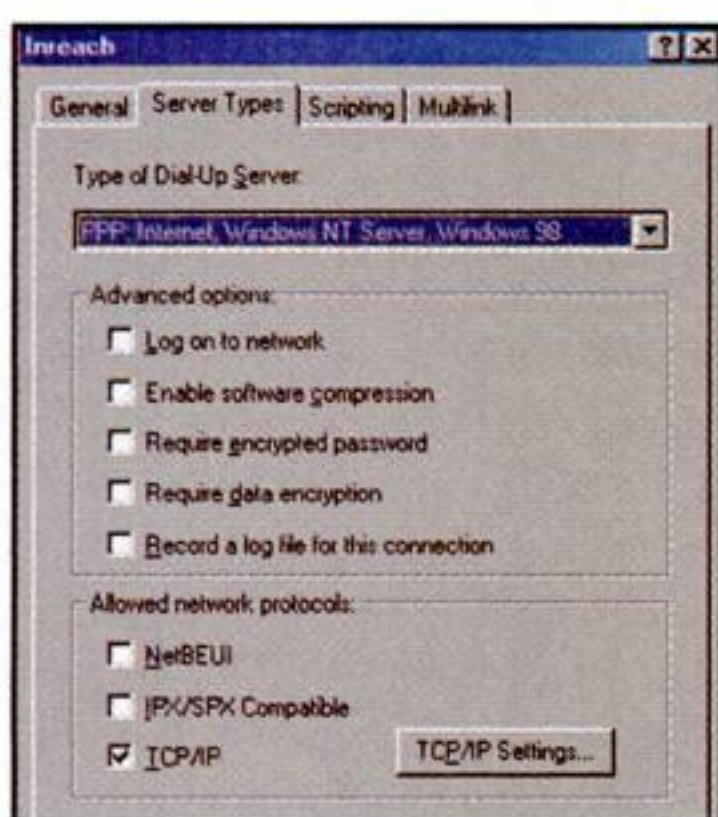 Inreach
General Server Types Scripting Multilink
Type of Dial-Up Server:
PPP: Internet, Windows NT Server, Windows 98
Advanced options:
Log on to network
Enable software compression
Require encrypted password
Require data encryption
Record a log file for this connection
Allowed network protocols:
NetBEUI
IPX/SPX Compatible
TCP/IP TCP/IP Settings...